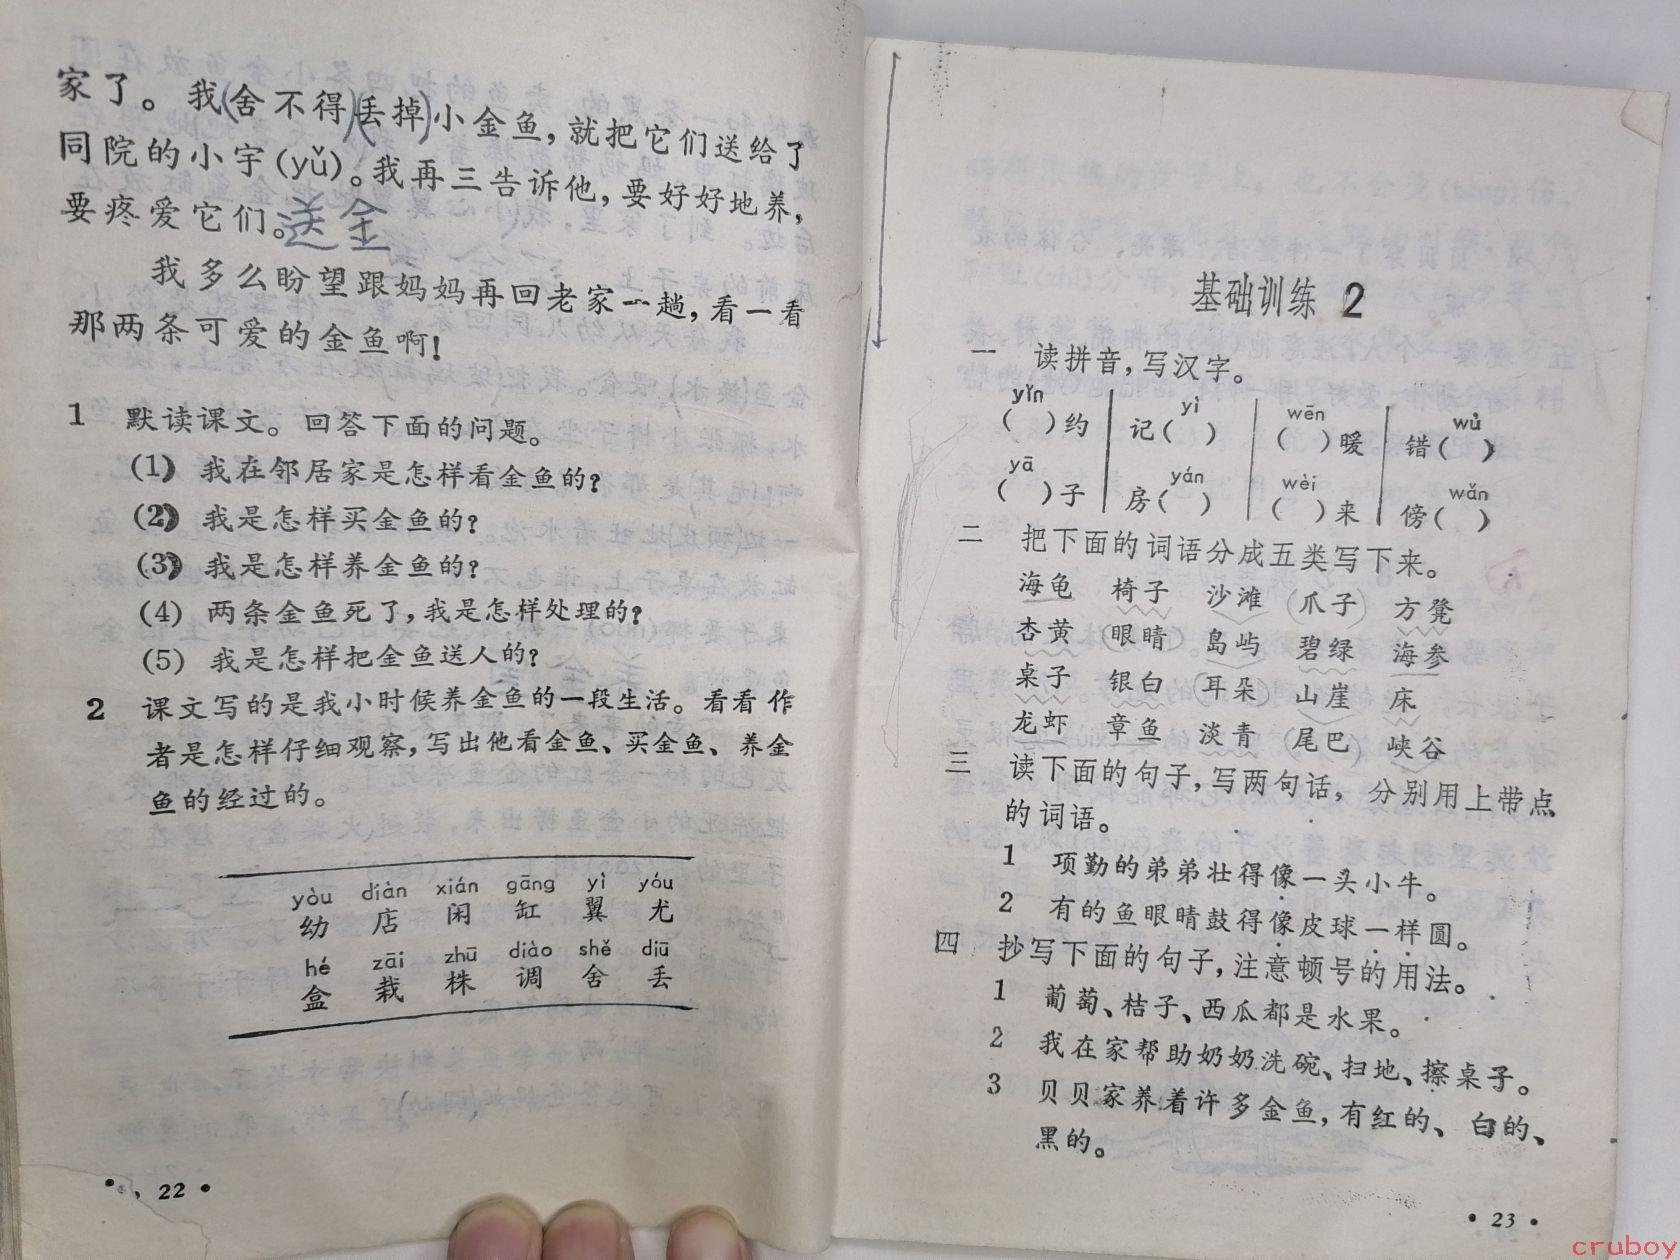 家了。我(舍不得)(丢掉)小金鱼，就把它们送给了
同院的小宇(yǔ)。我再三告诉他，要好好地养，
要疼爱它们。送金
我多么盼望跟妈妈再回老家一趟，看一看
那两条可爱的金鱼啊！
1 默读课文。回答下面的问题。
(1) 我在邻居家是怎样看金鱼的？
(2) 我是怎样买金鱼的？
(3) 我是怎样养金鱼的？
(4) 两条金鱼死了，我是怎样处理的？
(5) 我是怎样把金鱼送人的？
2 课文写的是我小时候养金鱼的一段生活。看看作
者是怎样仔细观察，写出他看金鱼、买金鱼、养金
鱼的经过的。
yòu diàn xián gāng yì yóu
幼 店 闲 缸 翼 尤
hé zāi zhū diào shě diū
盒 栽 株 调 舍 丢
• 22 •
基础训练 2
一 读拼音，写汉字。
yǐn yì wēn wù
( )约 记( ) ( )暖 错( )
yā yán wèi wǎn
( )子 房( ) ( )来 傍( )
二 把下面的词语分成五类写下来。
海龟 椅子 沙滩 (爪子) 方凳
杏黄 (眼睛) 岛屿 碧绿 海参
桌子 银白 (耳朵) 山崖 床
龙虾 章鱼 淡青 (尾巴) 峡谷
三 读下面的句子，写两句话，分别用上带点
的词语。
1 项勤的弟弟壮得像一头小牛。
2 有的鱼眼睛鼓得像皮球一样圆。
四 抄写下面的句子，注意顿号的用法。
1 葡萄、桔子、西瓜都是水果。
2 我在家帮助奶奶洗碗、扫地、擦桌子。
3 贝贝家养着许多金鱼，有红的、白的、
黑的。
• 23 •
cruboy